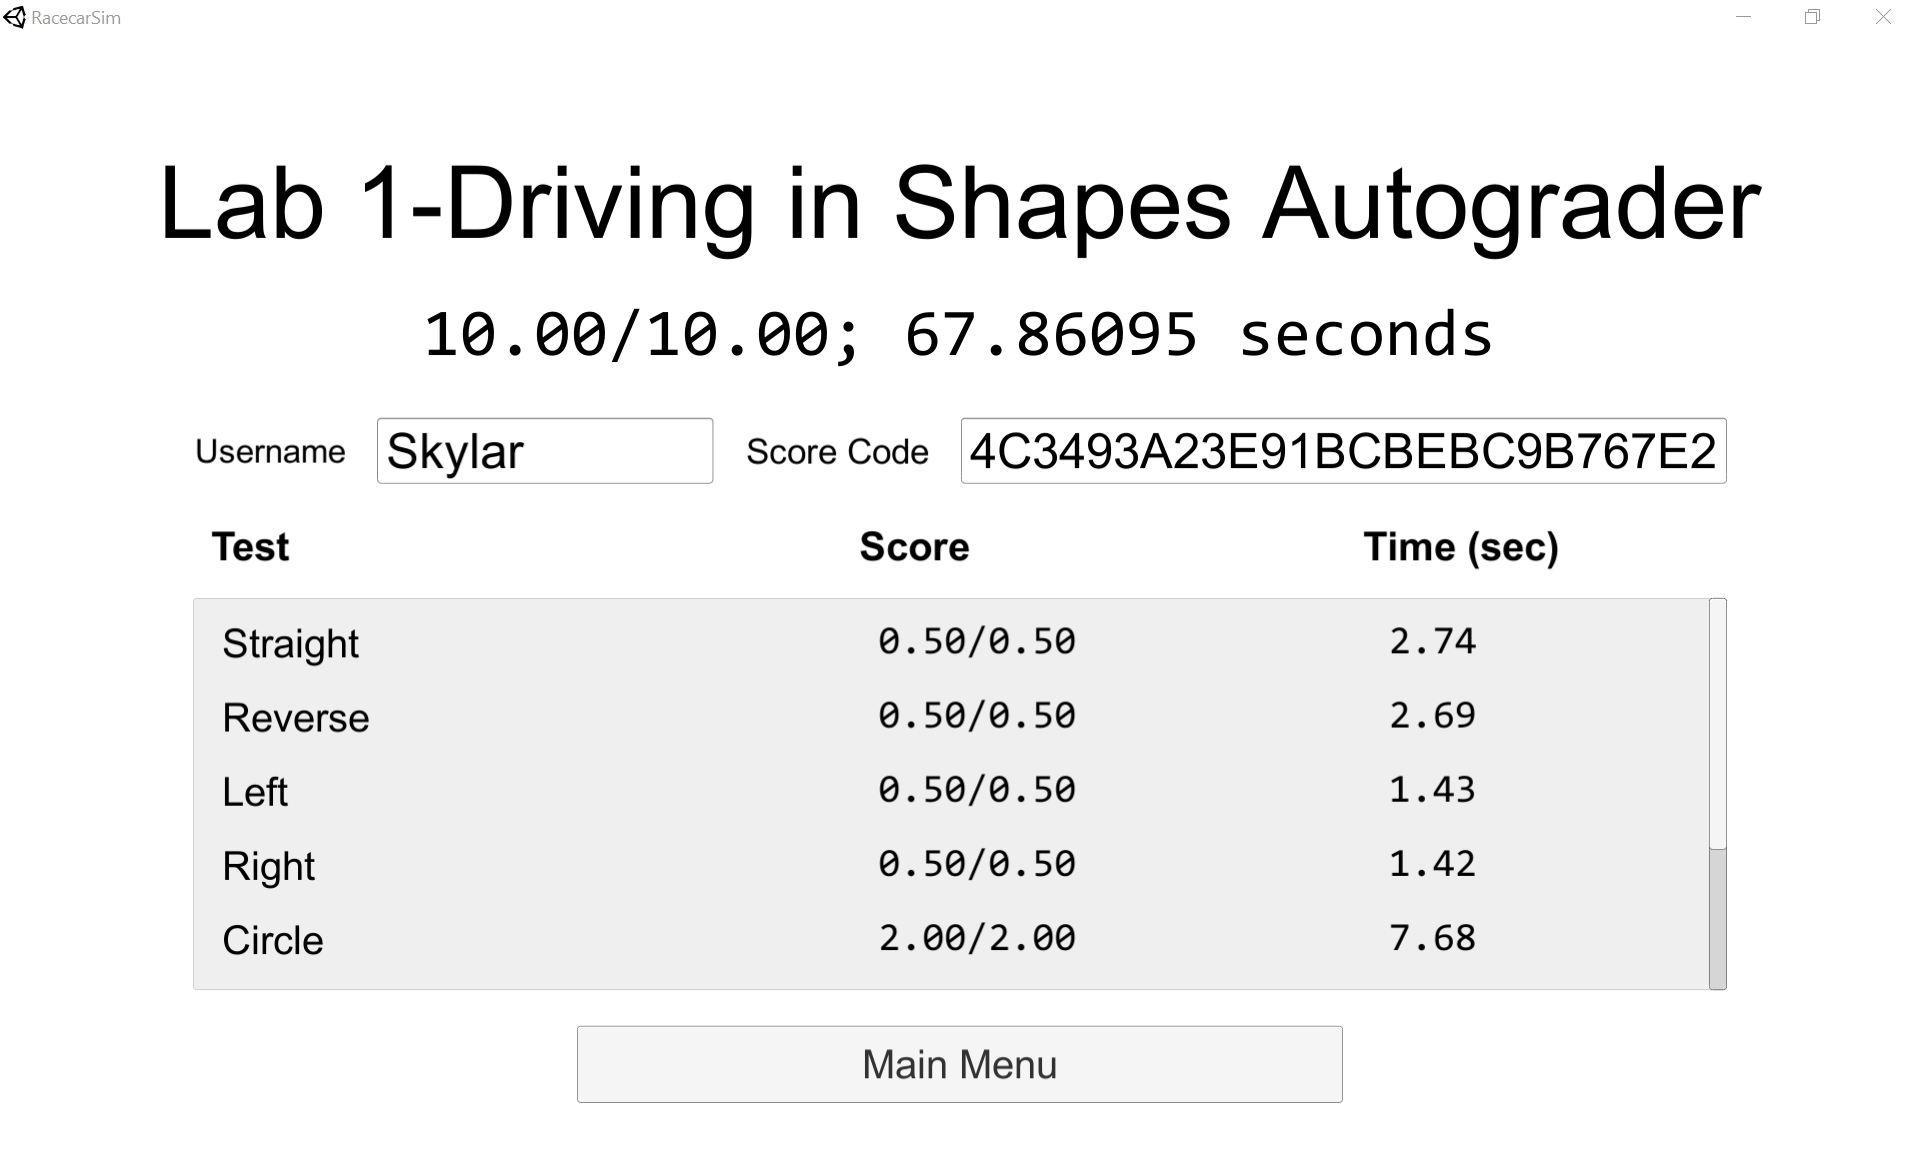 RacecarSim
Lab 1-Driving in Shapes Autograder
10.00/10.00; 67.86095 seconds
Username Skylar Score Code 4C3493A23E91BCBEBC9B767E2
Test Score Time (sec)
Straight 0.50/0.50 2.74
Reverse 0.50/0.50 2.69
Left 0.50/0.50 1.43
Right 0.50/0.50 1.42
Circle 2.00/2.00 7.68
Main Menu